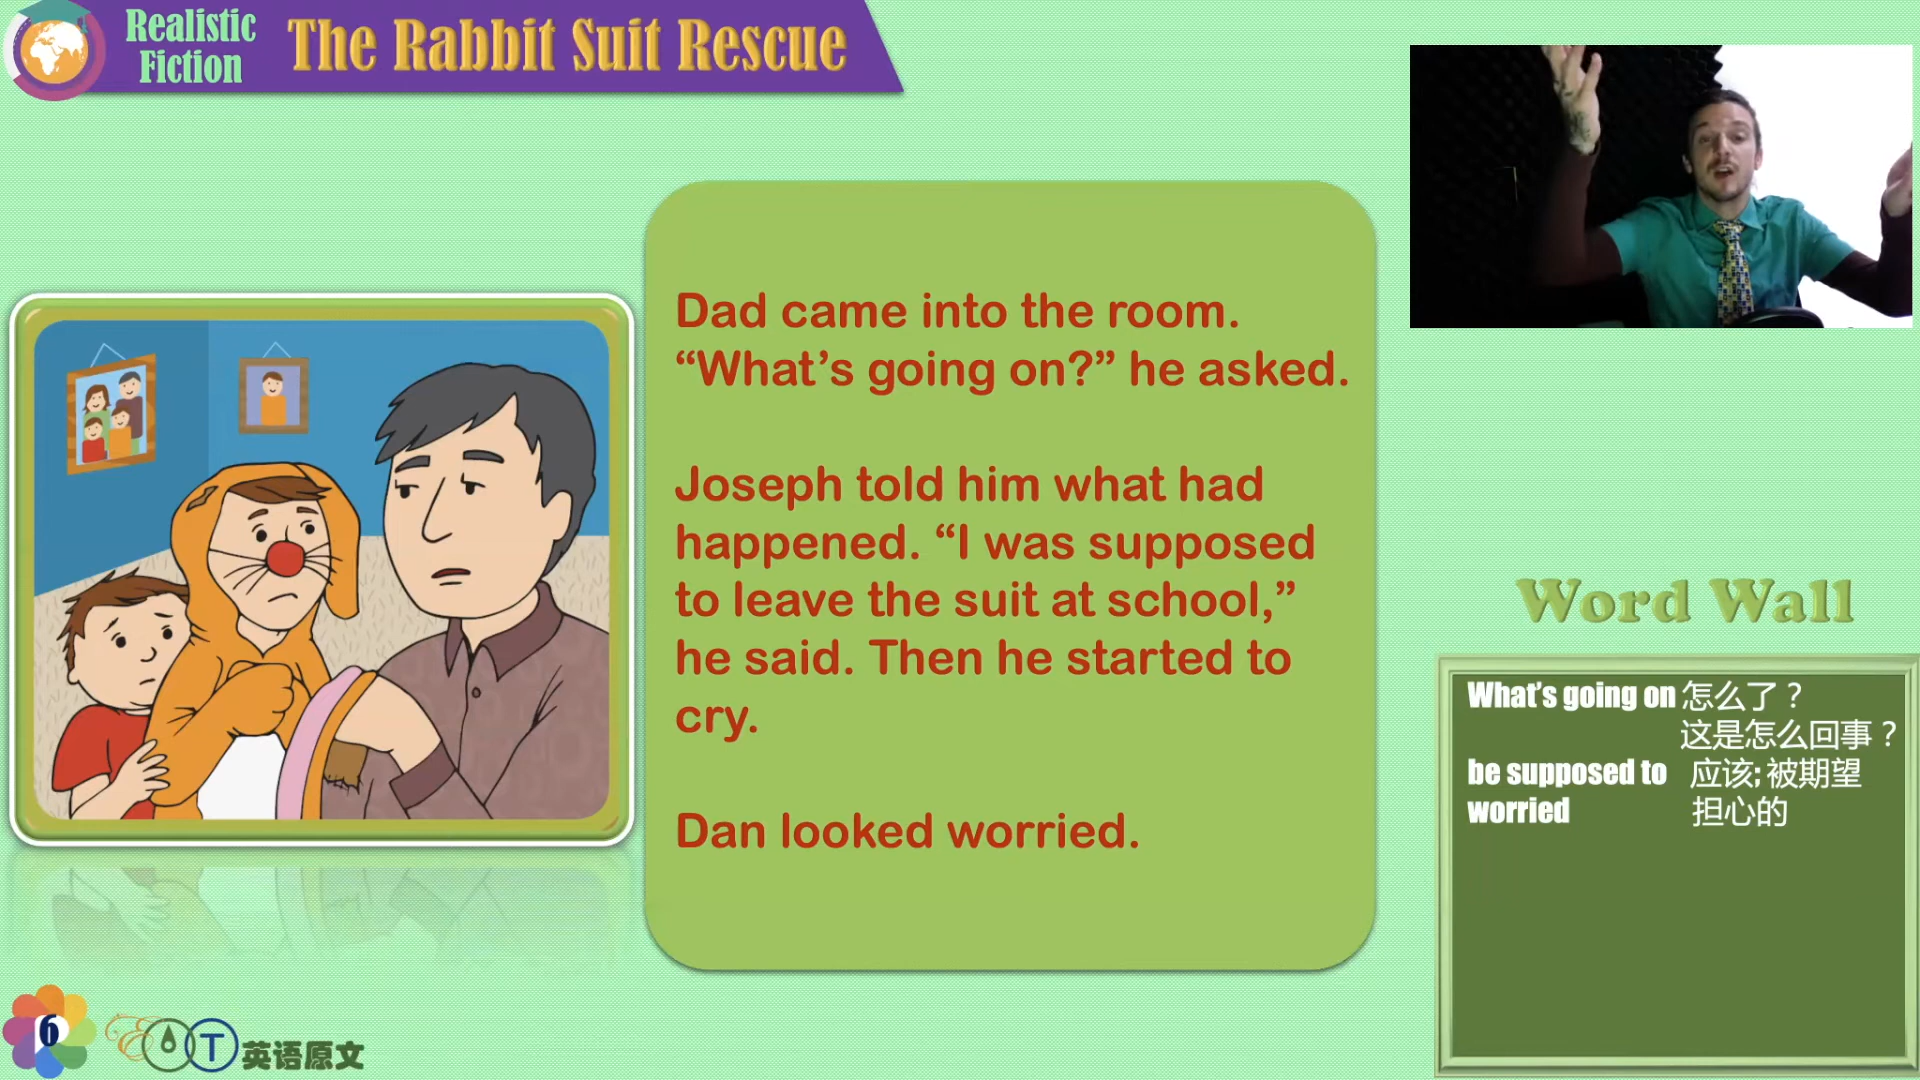 Realistic
Fiction
The Rabbit Suit Rescue
Dad came into the room.
“What’s going on?” he asked.
Joseph told him what had
happened. “I was supposed
to leave the suit at school,”
he said. Then he started to
cry.
Dan looked worried.
Word Wall
What’s going on 怎么了？
这是怎么回事？
be supposed to 应该; 被期望
worried 担心的
6
E T 英语原文